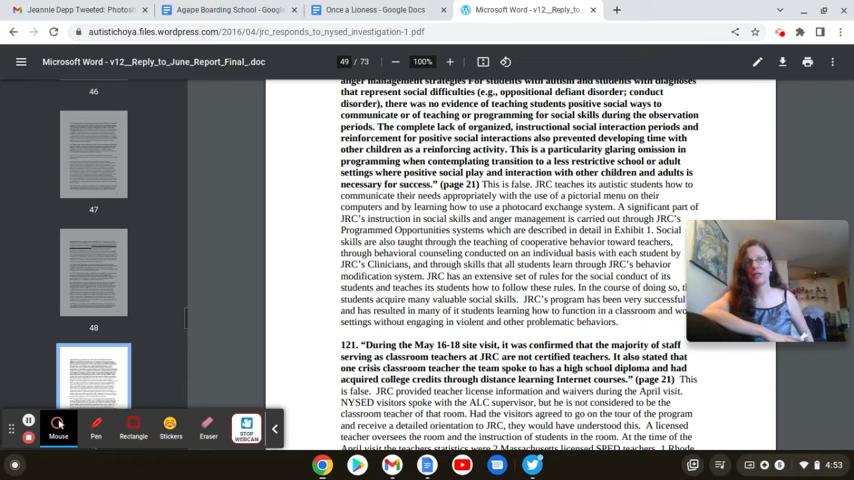 Jeannie Depp Tweeted: Photosh
Agape Boarding School - Google
Once a Lioness - Google Docs
Microsoft Word - v12__Reply to
autistichoya.files.wordpress.com/2016/04/jrc_responds_to_nysed_investigation-1.pdf
Microsoft Word - v12__Reply_to_June_Report_Final_.doc
49 / 73
100%
46
47
48
anger management strategies For students with autism and students with diagnoses
that represent social difficulties (e.g., oppositional defiant disorder; conduct
disorder), there was no evidence of teaching students positive social ways to
communicate or of teaching or programming for social skills during the observation
periods. The complete lack of organized, instructional social interaction periods and
reinforcement for positive social interactions also prevented developing time with
other children as a reinforcing activity. This is a particularly glaring omission in
programming when contemplating transition to a less restrictive school or adult
settings where positive social play and interaction with other children and adults is
necessary for success.” (page 21) This is false. JRC teaches its autistic students how to
communicate their needs appropriately with the use of a pictorial menu on their
computers and by learning how to use a photocard exchange system. A significant part of
JRC’s instruction in social skills and anger management is carried out through JRC’s
Programmed Opportunities systems which are described in detail in Exhibit 1. Social
skills are also taught through the teaching of cooperative behavior toward teachers,
through behavioral counseling conducted on an individual basis with each student by
JRC’s Clinicians, and through skills that all students learn through JRC’s behavior
modification system. JRC has an extensive set of rules for the social conduct of its
students and teaches its students how to follow these rules. In the course of doing so,
students acquire many valuable social skills. JRC’s program has been very successful
and has resulted in many of it students learning how to function in a classroom and wo
settings without engaging in violent and other problematic behaviors.
121. “During the May 16-18 site visit, it was confirmed that the majority of staff
serving as classroom teachers at JRC are not certified teachers. It also stated that
one crisis classroom teacher the team spoke to has a high school diploma and had
acquired college credits through distance learning Internet courses.” (page 21) This
is false. JRC provided teacher license information and waivers during the April visit.
NYSED visitors spoke with the ALC supervisor, but he is not considered to be the
classroom teacher of that room. Had the visitors agreed to go on the tour of the program
and receive a detailed orientation to JRC, they would have understood this. A licensed
teacher oversees the room and the instruction of students in the room. At the time of the
April visit the teachers statistics were 2 Massachusetts licensed SPED teachers, 1 Rhode
Mouse
Pen
Rectangle
Stickers
Eraser
STOP
WEBCAM
4:53